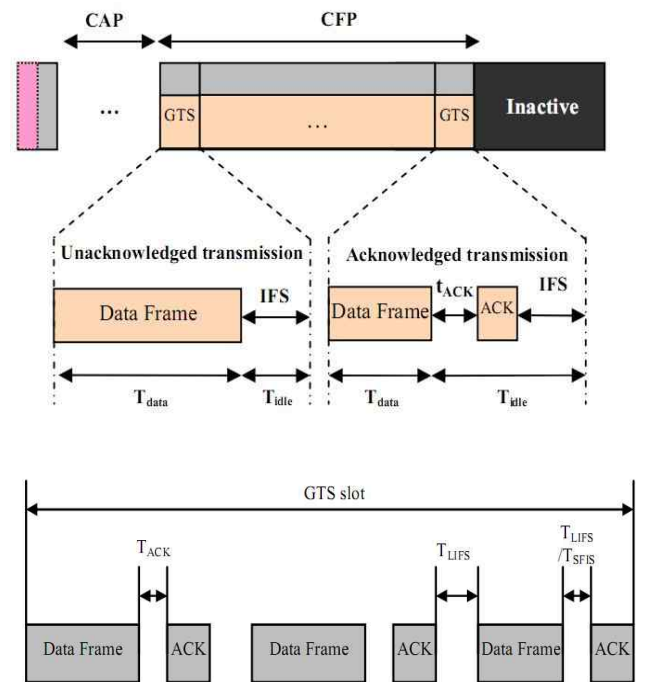 CAP CFP
... GTS ... GTS Inactive
Unacknowledged transmission Acknowledged transmission
Data Frame IFS Data Frame tACK ACK IFS
Tdata Tidle Tdata Tidle
GTS slot
TACK TLIFS TLIFS
/TSFIS
Data Frame ACK Data Frame ACK Data Frame ACK